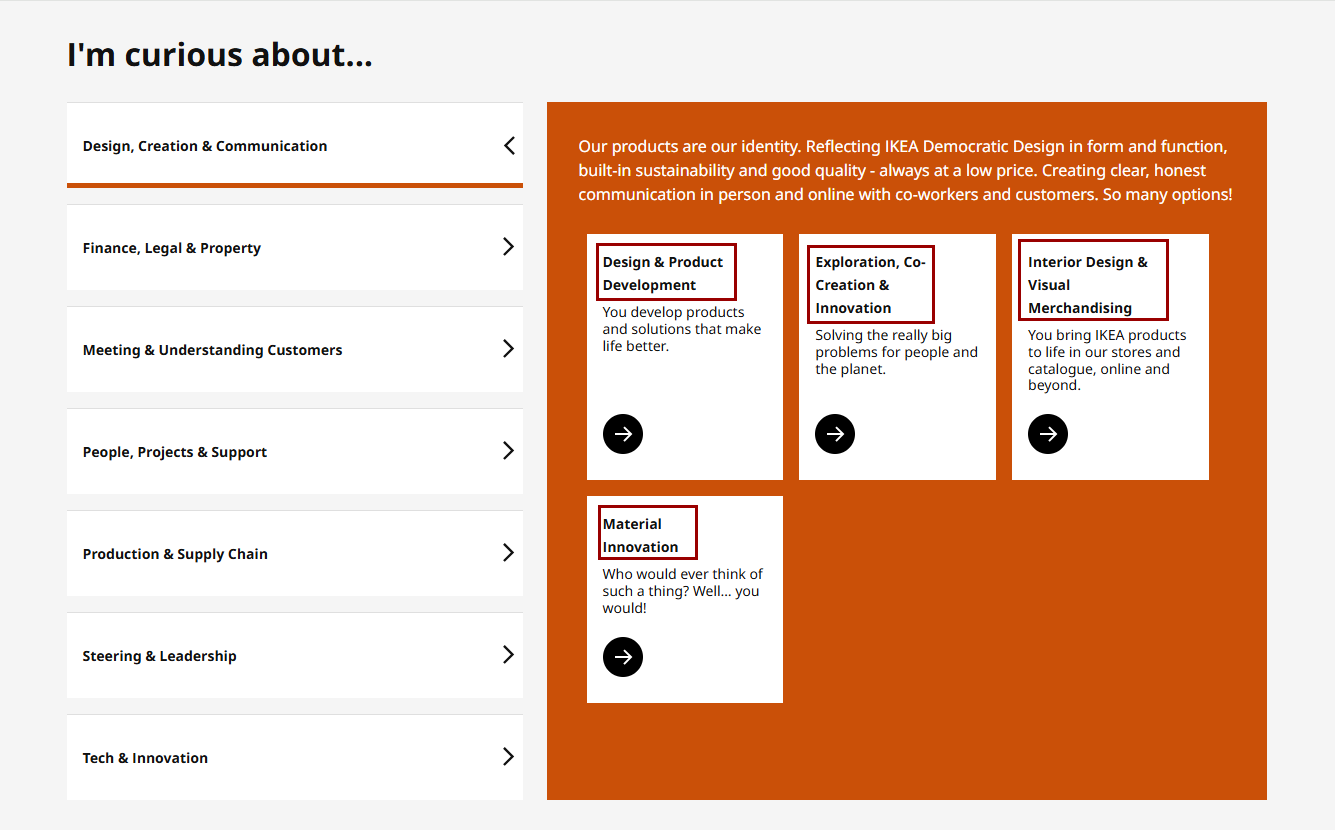 I'm curious about...
Design, Creation & Communication
Finance, Legal & Property
Meeting & Understanding Customers
People, Projects & Support
Production & Supply Chain
Steering & Leadership
Tech & Innovation
Our products are our identity. Reflecting IKEA Democratic Design in form and function,
built-in sustainability and good quality - always at a low price. Creating clear, honest
communication in person and online with co-workers and customers. So many options!
Design & Product
Development
You develop products
and solutions that make
life better.
Exploration, Co-
Creation &
Innovation
Solving the really big
problems for people and
the planet.
Interior Design &
Visual
Merchandising
You bring IKEA products
to life in our stores and
catalogue, online and
beyond.
Material
Innovation
Who would ever think of
such a thing? Well... you
would!